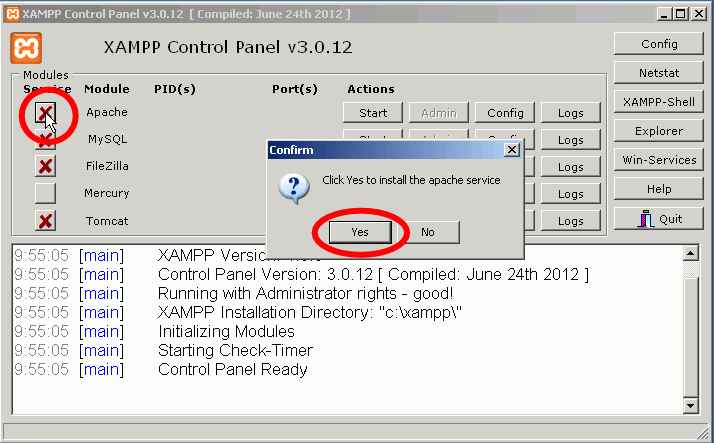 XAMPP Control Panel v3.0.12 [ Compiled: June 24th 2012 ]
XAMPP Control Panel v3.0.12
Config
Netstat
XAMPP-Shell
Explorer
Win-Services
Help
Quit
Modules
Service Module PID(s) Port(s) Actions
Apache Start Admin Config Logs
MySQL Logs
FileZilla Logs
Mercury Logs
Tomcat Logs
Confirm
Click Yes to install the apache service
Yes No
9:55:05 [main] XAMPP Version:
9:55:05 [main] Control Panel Version: 3.0.12 [ Compiled: June 24th 2012 ]
9:55:05 [main] Running with Administrator rights - good!
9:55:05 [main] XAMPP Installation Directory: "c:\xampp\"
9:55:05 [main] Initializing Modules
9:55:05 [main] Starting Check-Timer
9:55:05 [main] Control Panel Ready